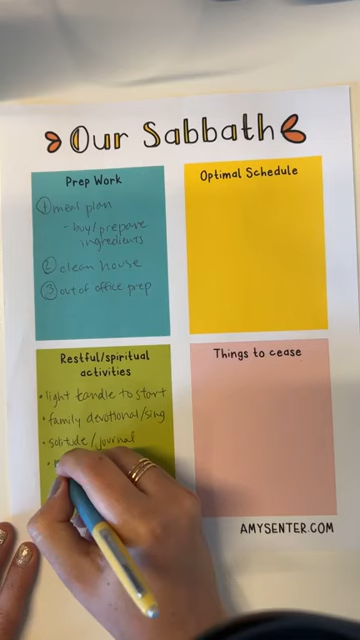 Our Sabbath
Prep Work
① meal plan
- buy/prepare
ingredients
② clean house
③ out of office prep
Optimal Schedule
Restful/spiritual
activities
• light candle to start
• family devotional/sing
• solitude/journal
•
Things to cease
AMYSENTER.COM